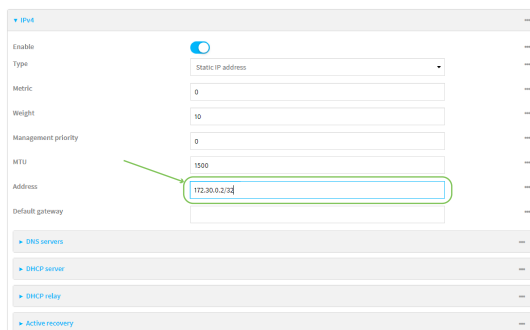 ▾ IPv4
Enable
Type
Static IP address
Metric
0
Weight
10
Management priority
0
MTU
1500
Address
172.30.0.2/32
Default gateway
▸ DNS servers
▸ DHCP server
▸ DHCP relay
▸ Active recovery